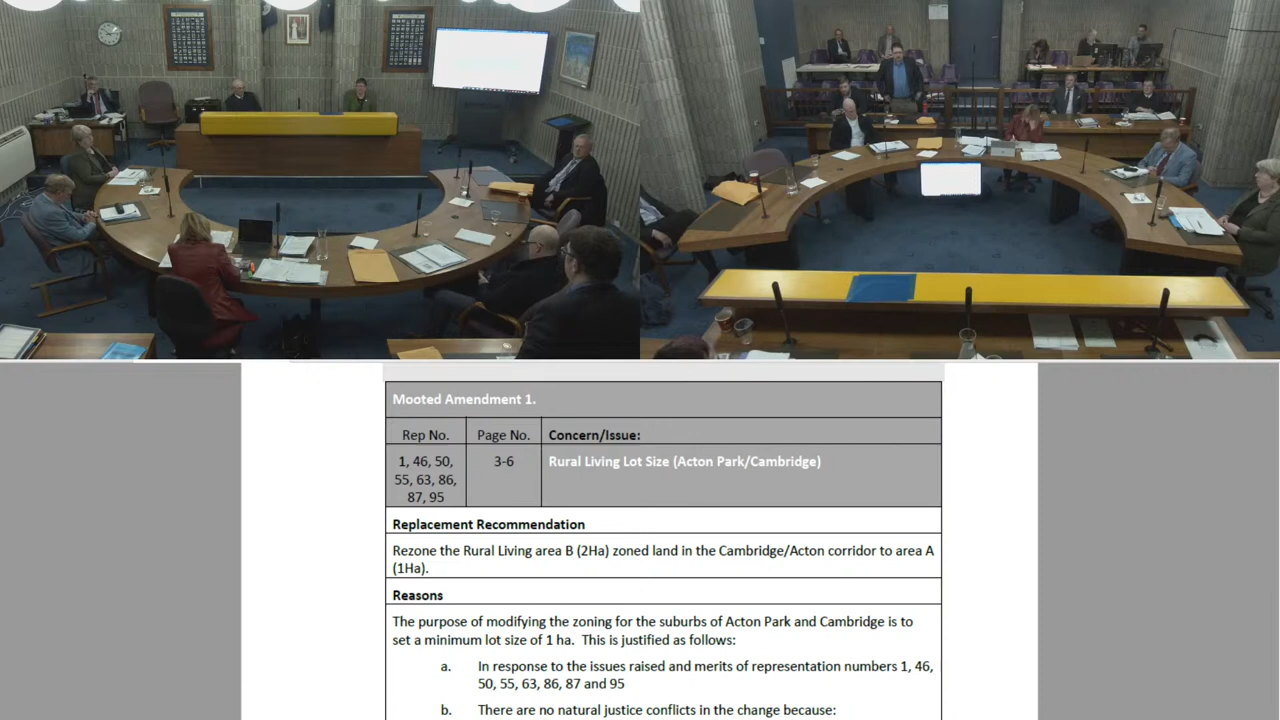 Mooted Amendment 1.
Rep No.
Page No.
Concern/Issue:
1, 46, 50,
55, 63, 86,
87, 95
3-6
Rural Living Lot Size (Acton Park/Cambridge)
Replacement Recommendation
Rezone the Rural Living area B (2Ha) zoned land in the Cambridge/Acton corridor to area A
(1Ha).
Reasons
The purpose of modifying the zoning for the suburbs of Acton Park and Cambridge is to
set a minimum lot size of 1 ha.  This is justified as follows:
a. In response to the issues raised and merits of representation numbers 1, 46,
50, 55, 63, 86, 87 and 95
b. There are no natural justice conflicts in the change because: